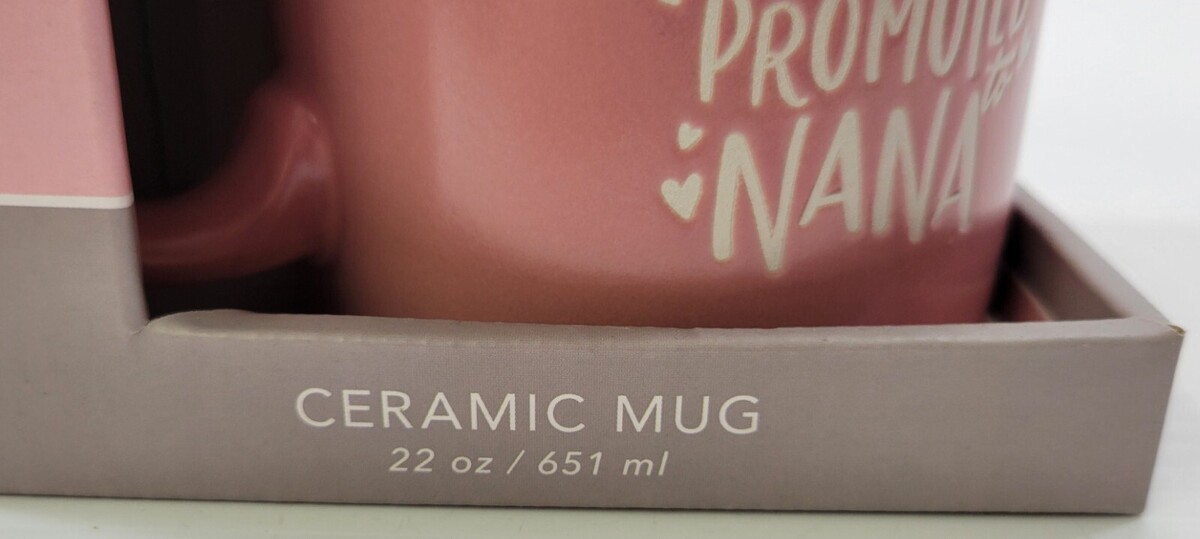 PROMOTED
to
NANA
CERAMIC MUG
22 oz / 651 ml